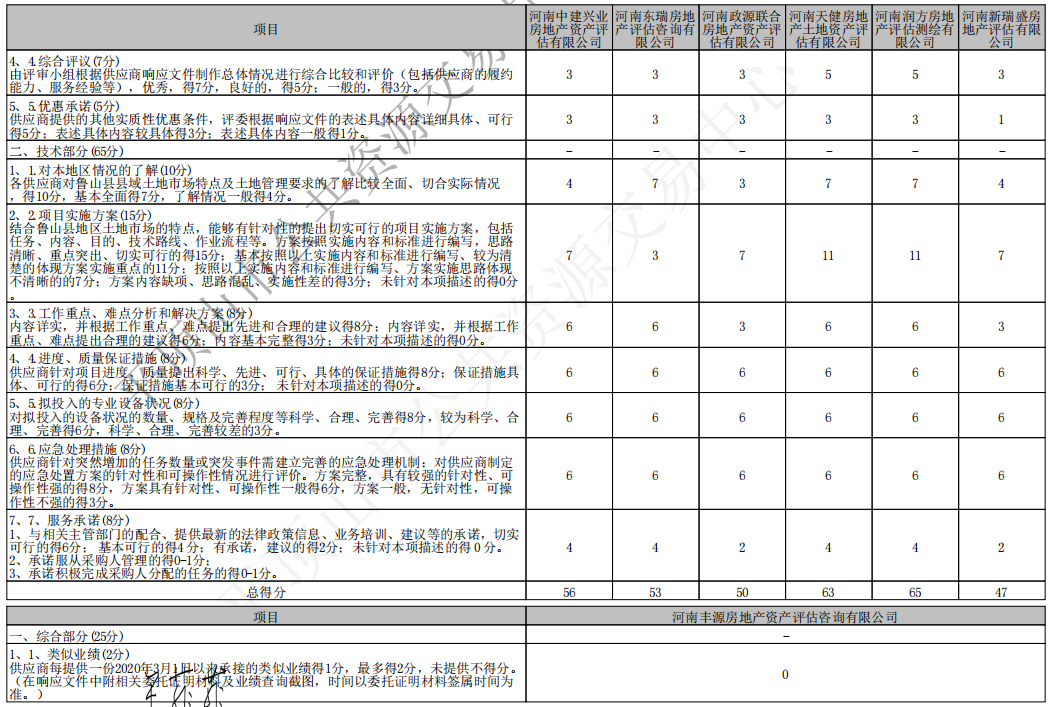 项目
河南中建兴业房地产资产评估有限公司
河南东瑞房地产评估咨询有限公司
河南政源联合房地产资产评估有限公司
河南天健房地产土地资产评估有限公司
河南润方房地产评估测绘有限公司
河南新瑞盛房地产评估有限公司
4、4.综合评议(7分)
由评审小组根据供应商响应文件制作总体情况进行综合比较和评价（包括供应商的履约
能力、服务经验等），优秀，得7分，良好的，得5分；一般的，得3分。
3 3 3 5 5 3
5、5.优惠承诺(5分)
供应商提供的其他实质性优惠条件，评委根据响应文件的表述具体内容详细具体、可行
得5分；表述具体内容较具体得3分；表述具体内容一般得1分。
3 3 3 3 3 1
二、技术部分(65分)
－ － － － － －
1、1.对本地区情况的了解(10分)
各供应商对鲁山县县域土地市场特点及土地管理要求的了解比较全面、切合实际情况
，得10分，基本全面得7分，了解情况一般得4分。
4 7 3 7 7 4
2、2.项目实施方案(15分)
结合鲁山县地区土地市场的特点，能够有针对性的提出切实可行的项目实施方案，包括
任务、内容、目的、技术路线、作业流程等。方案按照实施内容和标准进行编写，思路
清晰、重点突出、切实可行的得15分；基本按照以上实施内容和标准进行编写、较为清
楚的体现方案实施重点的11分；按照以上实施内容和标准进行编写、方案实施思路体现
不清晰的的7分；方案内容缺项、思路混乱、实施性差的得3分；未针对本项描述的得0分
。
7 3 7 11 11 7
3、3.工作重点、难点分析和解决方案(8分)
内容详实，并根据工作重点、难点提出先进和合理的建议得8分；内容详实，并根据工作
重点、难点提出合理的建议得6分；内容基本完整得3分；未针对本项描述的得0分。
6 6 3 6 6 3
4、4.进度、质量保证措施(8分)
供应商针对项目进度、质量提出科学、先进、可行、具体的保证措施得8分；保证措施具
体、可行的得6分；保证措施基本可行的3分；未针对本项描述的得0分。
6 6 6 6 6 6
5、5.拟投入的专业设备状况(8分)
对拟投入的设备状况的数量、规格及完善程度等科学、合理、完善得8分，较为科学、合
理、完善得6分，科学、合理、完善较差的3分。
6 6 6 6 6 6
6、6.应急处理措施(8分)
供应商针对突然增加的任务数量或突发事件需建立完善的应急处理机制；对供应商制定
的应急处置方案的针对性和可操作性情况进行评价。方案完整，具有较强的针对性、可
操作性强的得8分，方案具有针对性、可操作性一般得6分，方案一般，无针对性，可操
作性不强的得3分。
6 6 6 6 6 6
7、7、服务承诺(8分)
1、与相关主管部门的配合、提供最新的法律政策信息、业务培训、建议等的承诺，切实
可行的得6分；基本可行的得4分；有承诺，建议的得2分；未针对本项描述的得０分。
2、承诺服从采购人管理的得0-1分；
3、承诺积极完成采购人分配的任务的得0-1分。
4 4 2 4 4 2
总得分
56 53 50 63 65 47
项目
河南丰源房地产资产评估咨询有限公司
一、综合部分(25分)
－
1、1、类似业绩(2分)
供应商每提供一份2020年3月1日以来承接的类似业绩得1分，最多得2分，未提供不得分。
（在响应文件中附相关委托证明材料及业绩查询截图，时间以委托证明材料签属时间为
准。）
0
平顶山市公共资源交易中心
平顶山市公共资源交易中心